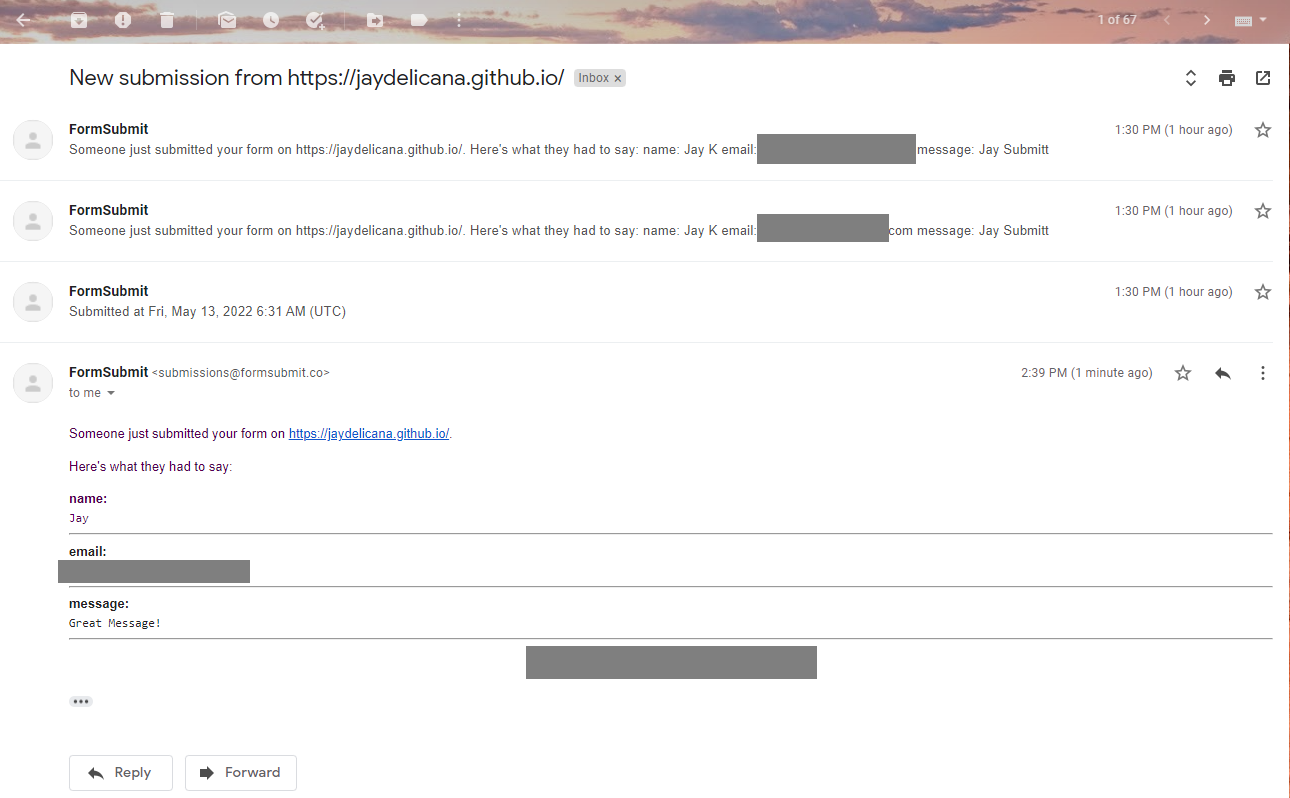 1 of 67
New submission from https://jaydelicana.github.io/ Inbox x
FormSubmit 1:30 PM (1 hour ago)
Someone just submitted your form on https://jaydelicana.github.io/. Here's what they had to say: name: Jay K email: message: Jay Submitt
FormSubmit 1:30 PM (1 hour ago)
Someone just submitted your form on https://jaydelicana.github.io/. Here's what they had to say: name: Jay K email: com message: Jay Submitt
FormSubmit 1:30 PM (1 hour ago)
Submitted at Fri, May 13, 2022 6:31 AM (UTC)
FormSubmit <submissions@formsubmit.co> 2:39 PM (1 minute ago)
to me
Someone just submitted your form on https://jaydelicana.github.io/.
Here's what they had to say:
name:
Jay
email:
message:
Great Message!
Reply Forward